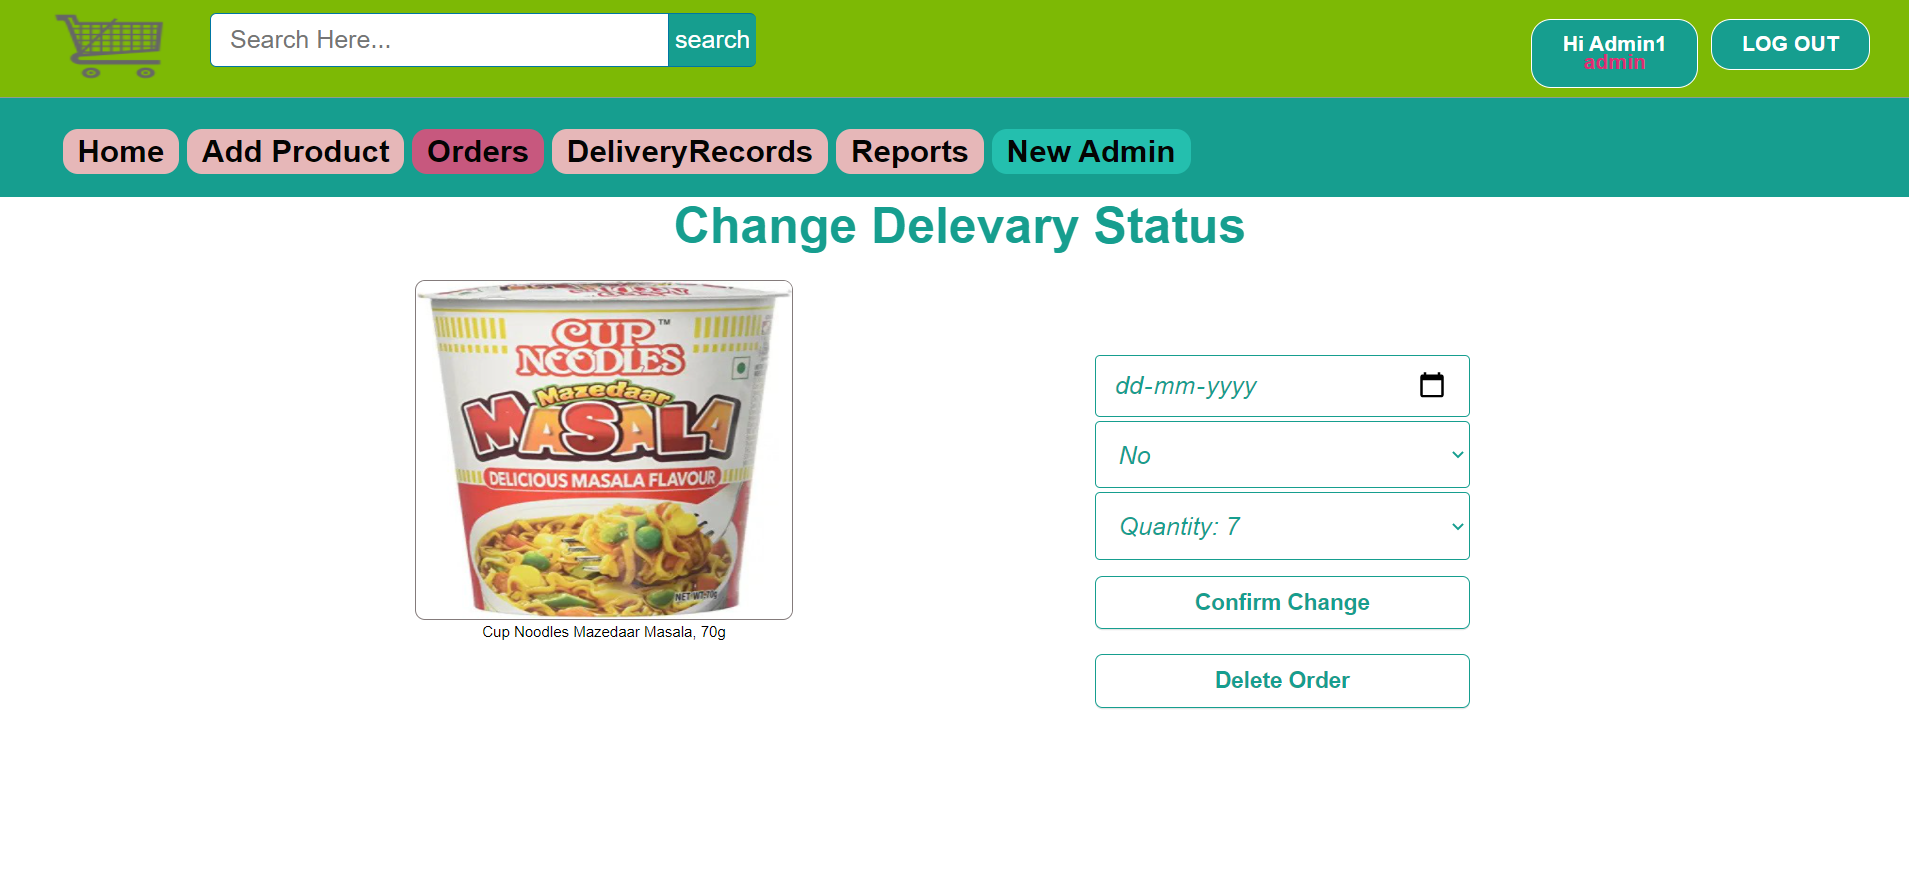 Search Here...
search
Hi Admin1
admin
LOG OUT
Home
Add Product
Orders
DeliveryRecords
Reports
New Admin
Change Delevary Status
CUP
NOODLES
TM
Mazedaar
MASALA
DELICIOUS MASALA FLAVOUR
NET WT. 70g
Cup Noodles Mazedaar Masala, 70g
dd-mm-yyyy
No
Quantity: 7
Confirm Change
Delete Order